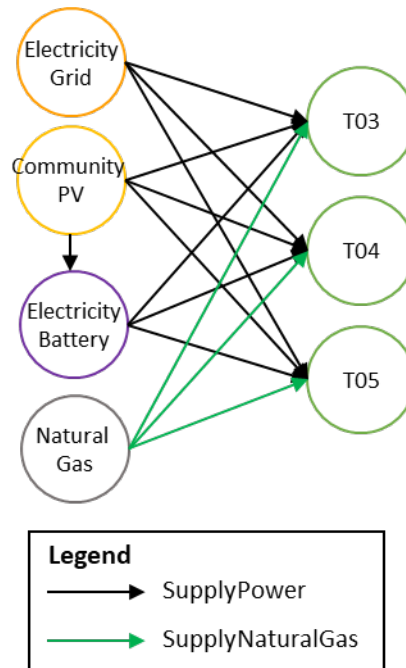 Electricity
Grid
Community
PV
Electricity
Battery
Natural
Gas
T03
T04
T05
Legend
SupplyPower
SupplyNaturalGas